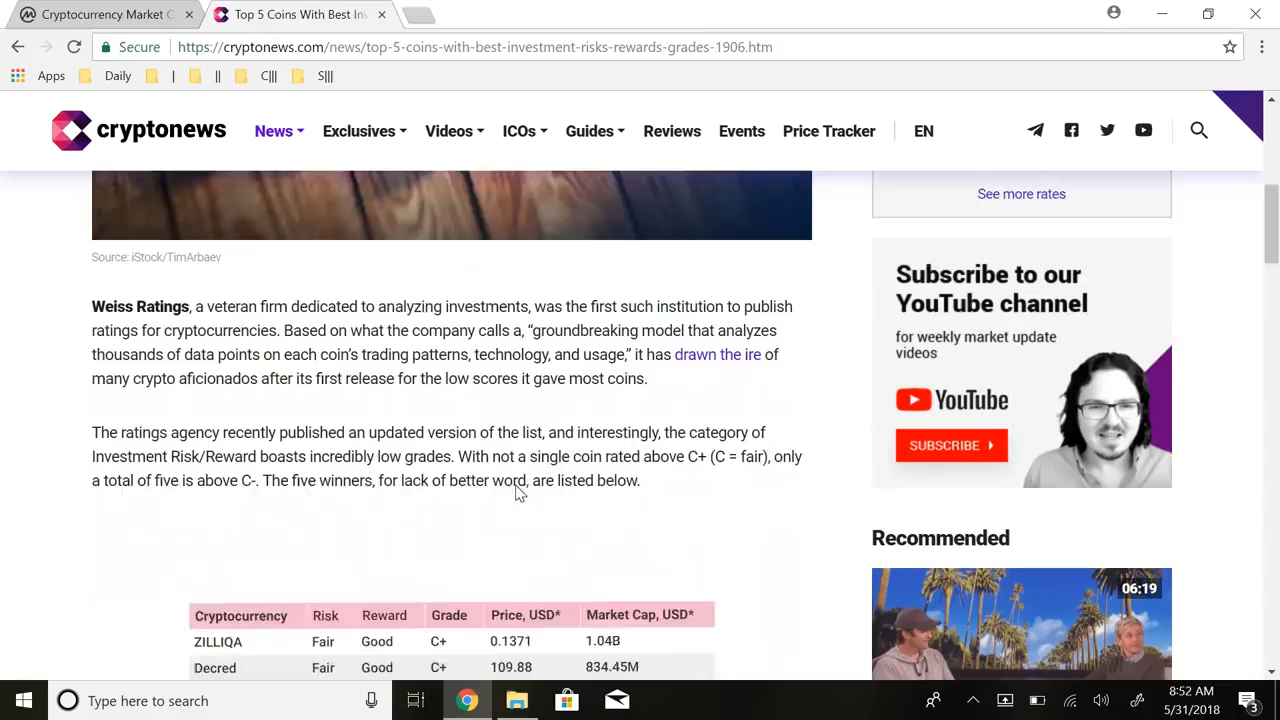 Cryptocurrency Market C
Top 5 Coins With Best Inv
Secure
https://cryptonews.com/news/top-5-coins-with-best-investment-risks-rewards-grades-1906.htm
Apps Daily | || C||| S|||
cryptonews
News Exclusives Videos ICOs Guides Reviews Events Price Tracker EN
See more rates
Source: iStock/TimArbaev
Weiss Ratings, a veteran firm dedicated to analyzing investments, was the first such institution to publish
ratings for cryptocurrencies. Based on what the company calls a, “groundbreaking model that analyzes
thousands of data points on each coin’s trading patterns, technology, and usage,” it has drawn the ire of
many crypto aficionados after its first release for the low scores it gave most coins.
The ratings agency recently published an updated version of the list, and interestingly, the category of
Investment Risk/Reward boasts incredibly low grades. With not a single coin rated above C+ (C = fair), only
a total of five is above C-. The five winners, for lack of better word, are listed below.
Cryptocurrency Risk Reward Grade Price, USD* Market Cap, USD*
ZILLIQA Fair Good C+ 0.1371 1.04B
Decred Fair Good C+ 109.88 834.45M
Subscribe to our
YouTube channel
for weekly market update
videos
YouTube
SUBSCRIBE
Recommended
06:19
Type here to search
8:52 AM
5/31/2018
3